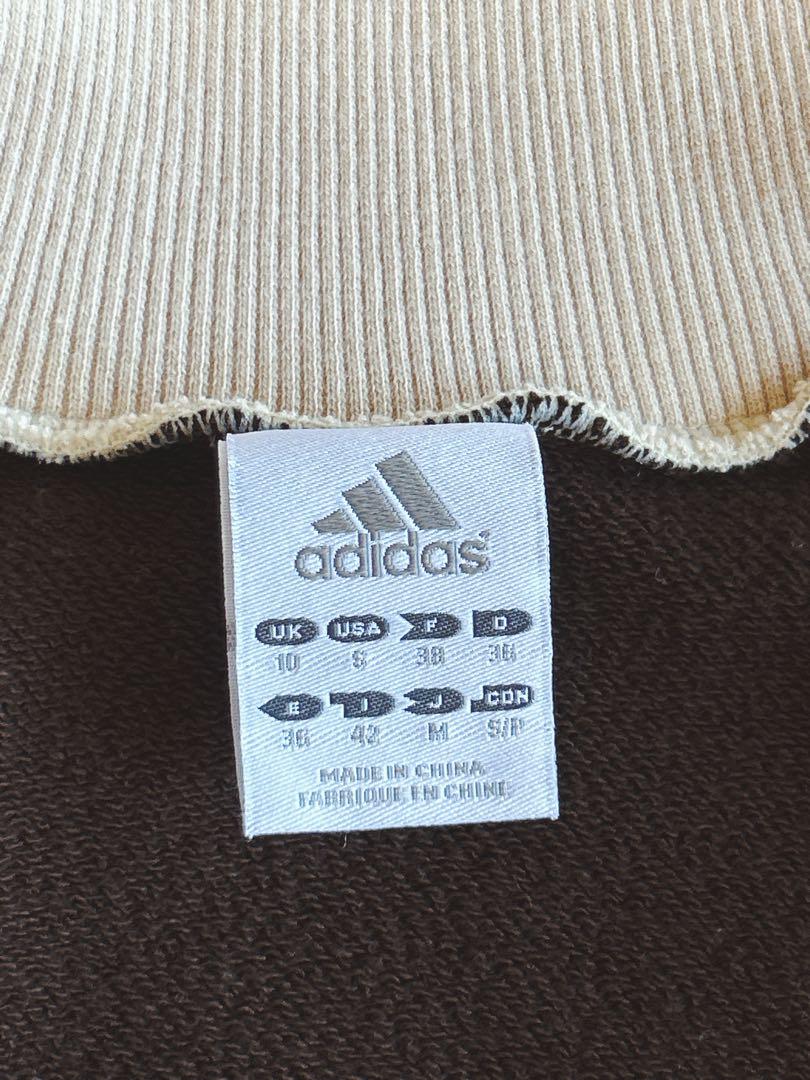 adidas
UK USA F D
10 S 38 36
E I J CDN
36 42 M S/P
MADE IN CHINA
FABRIQUE EN CHINE